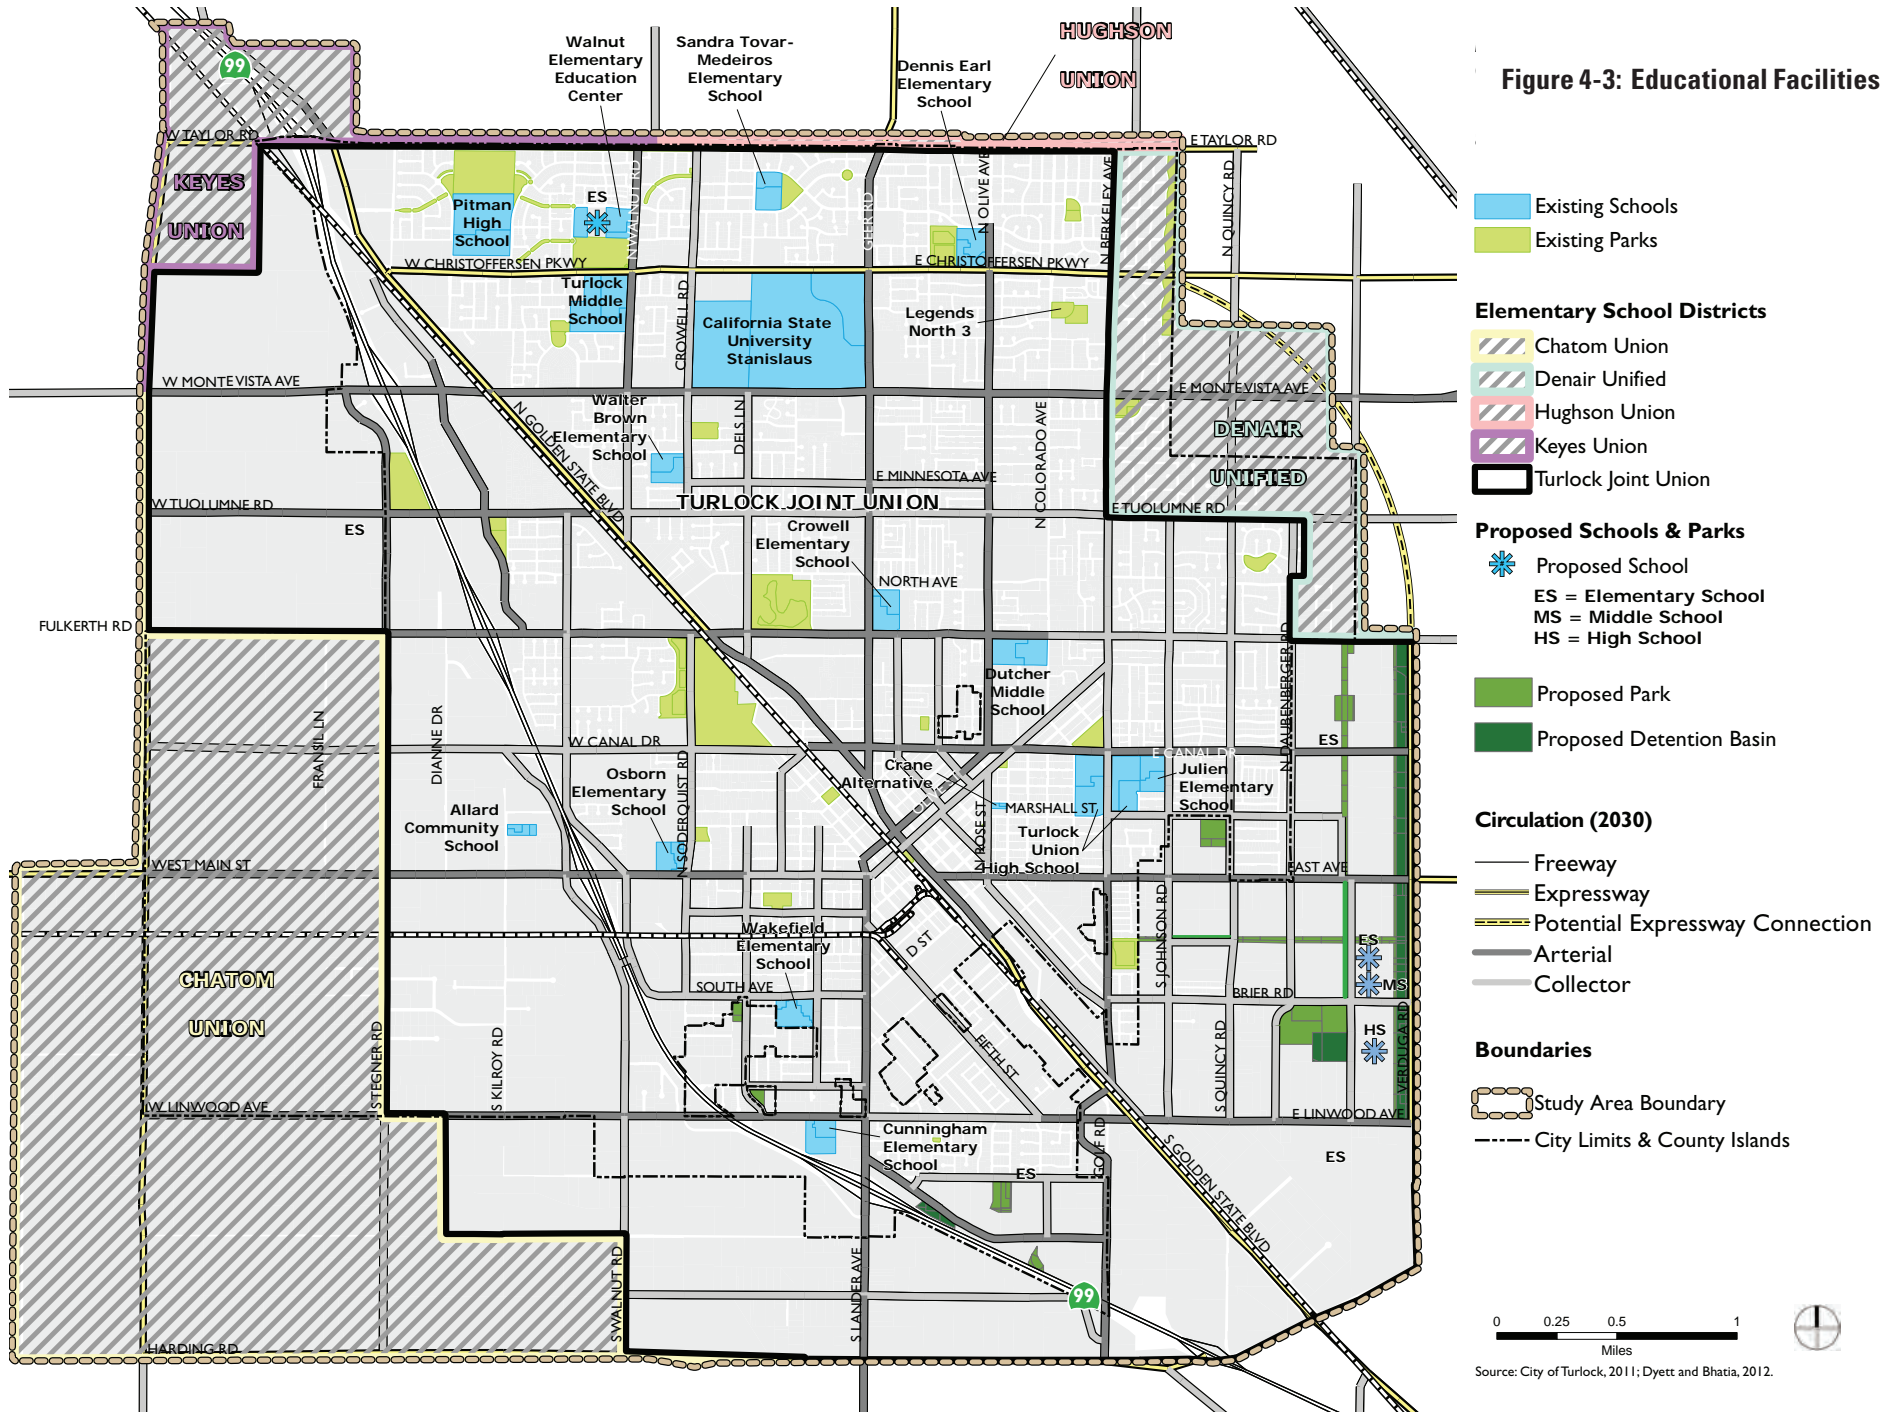 Figure 4-3: Educational Facilities
HUGHSON
UNION
Walnut
Elementary
Education
Center
Sandra Tovar-
Medeiros
Elementary
School
Dennis Earl
Elementary
School
99
W TAYLOR RD
E TAYLOR RD
KEYES
UNION
Pitman
High
School
ES
N WALNUT RD
GEER RD
N OLIVE AVE
N BERKELEY AVE
N QUINCY RD
W CHRISTOFFERSEN PKWY
E CHRISTOFFERSEN PKWY
Turlock
Middle
School
CROWELL RD
California State
University
Stanislaus
Legends
North 3
W MONTE VISTA AVE
E MONTE VISTA AVE
Walter
Brown
Elementary
School
N GOLDEN STATE BLVD
DELS LN
N COLORADO AVE
DENAIR
UNIFIED
E MINNESOTA AVE
TURLOCK JOINT UNION
W TUOLUMNE RD
E TUOLUMNE RD
ES
Crowell
Elementary
School
NORTH AVE
FULKERTH RD
Dutcher
Middle
School
N DAUBENBERGER RD
FRANSIL LN
DIANNE DR
W CANAL DR
E CANAL DR
ES
Osborn
Elementary
School
N SODERQUIST RD
Crane
Alternative
OLIVE
MARSHALL ST
Julien
Elementary
School
Allard
Community
School
N ROSE ST
Turlock
Union
High School
WEST MAIN ST
EAST AVE
S JOHNSON RD
Wakefield
Elementary
School
D ST
ES
MS
CHATOM
UNION
SOUTH AVE
BRIER RD
S TEGNER RD
S KILROY RD
FIFTH ST
S QUINCY RD
HS
VERDUGA RD
W LINWOOD AVE
E LINWOOD AVE
Cunningham
Elementary
School
GOLF RD
S GOLDEN STATE BLVD
ES
ES
S WALNUT RD
S LANDER AVE
99
HARDING RD
Existing Schools
Existing Parks
Elementary School Districts
Chatom Union
Denair Unified
Hughson Union
Keyes Union
Turlock Joint Union
Proposed Schools & Parks
Proposed School
ES = Elementary School
MS = Middle School
HS = High School
Proposed Park
Proposed Detention Basin
Circulation (2030)
Freeway
Expressway
Potential Expressway Connection
Arterial
Collector
Boundaries
Study Area Boundary
City Limits & County Islands
0 0.25 0.5 1
Miles
Source: City of Turlock, 2011; Dyett and Bhatia, 2012.